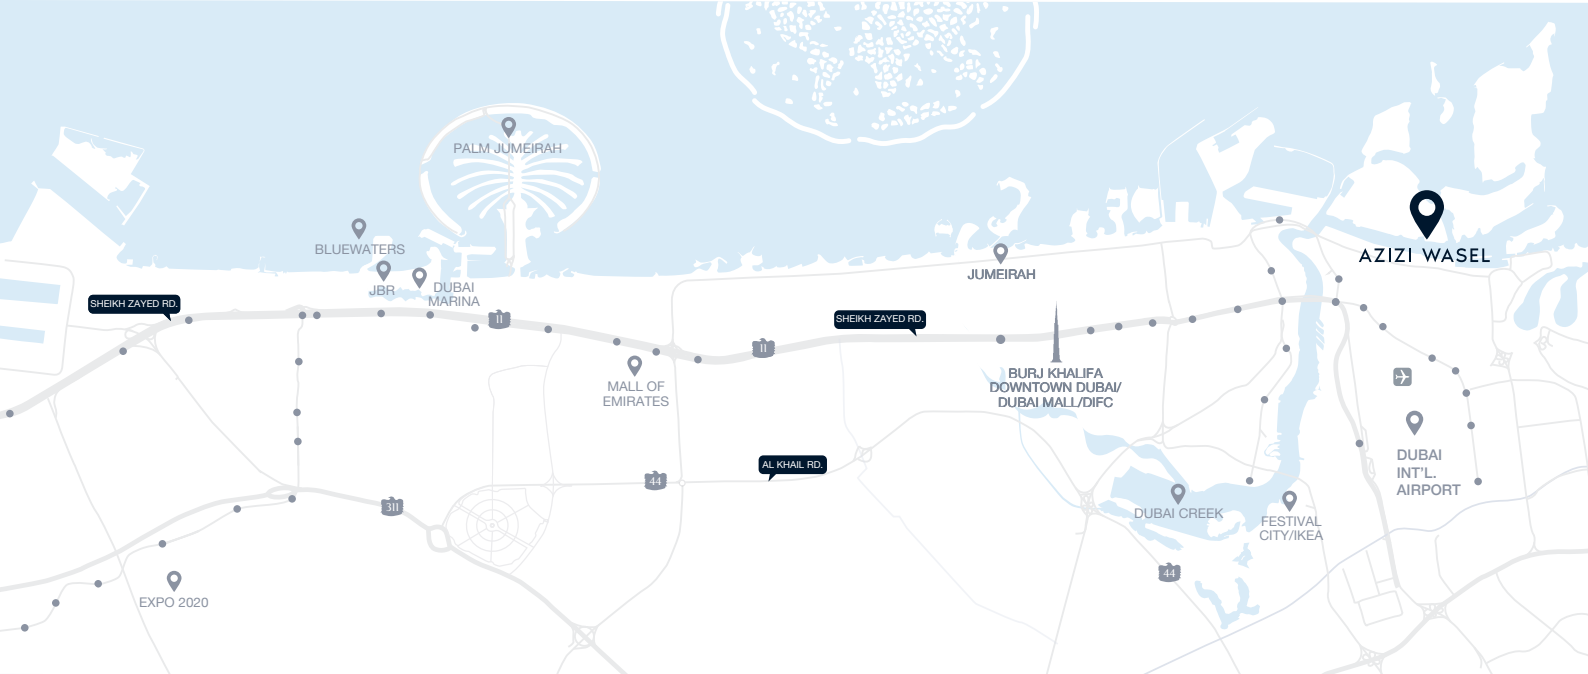 PALM JUMEIRAH
BLUEWATERS
JBR
DUBAI
MARINA
SHEIKH ZAYED RD.
11
MALL OF
EMIRATES
11
SHEIKH ZAYED RD.
JUMEIRAH
BURJ KHALIFA
DOWNTOWN DUBAI/
DUBAI MALL/DIFC
AZIZI WASEL
DUBAI
INT'L.
AIRPORT
AL KHAIL RD.
44
311
DUBAI CREEK
FESTIVAL
CITY/IKEA
44
EXPO 2020